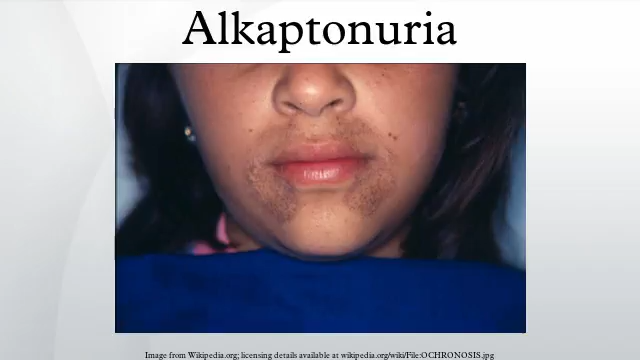 Alkaptonuria
Image from Wikipedia.org; licensing details available at wikipedia.org/wiki/File:OCHRONOSIS.jpg